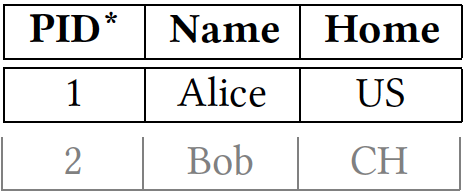 PID* Name Home
1 Alice US
2 Bob CH